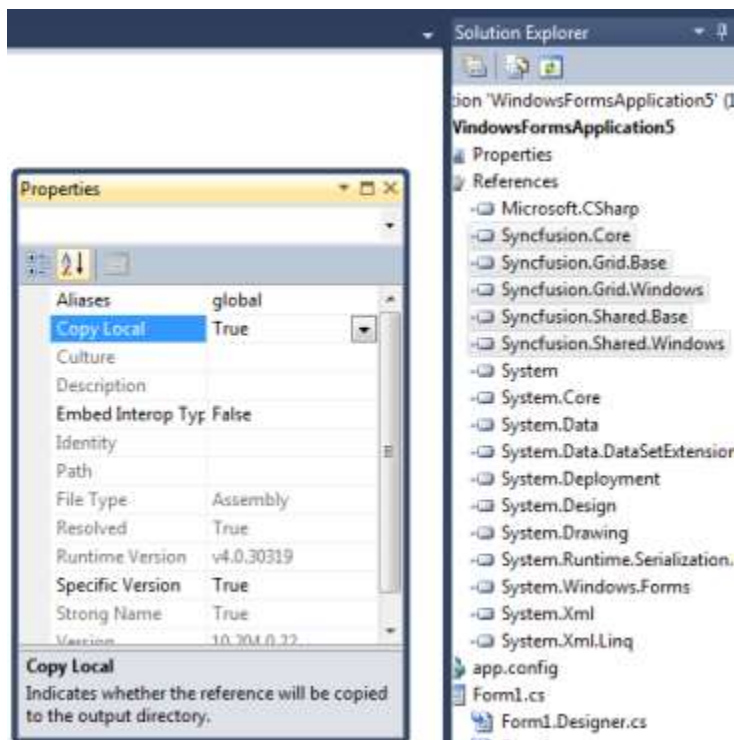 Solution Explorer
tion 'WindowsFormsApplication5' (1
WindowsFormsApplication5
Properties
References
Microsoft.CSharp
Syncfusion.Core
Syncfusion.Grid.Base
Syncfusion.Grid.Windows
Syncfusion.Shared.Base
Syncfusion.Shared.Windows
System
System.Core
System.Data
System.Data.DataSetExtension
System.Deployment
System.Design
System.Drawing
System.Runtime.Serialization.
System.Windows.Forms
System.Xml
System.Xml.Linq
app.config
Form1.cs
Form1.Designer.cs
Properties
Aliases global
Copy Local True
Culture
Description
Embed Interop Typ False
Identity
Path
File Type Assembly
Resolved True
Runtime Version v4.0.30319
Specific Version True
Strong Name True
Version 10.204.0.22
Copy Local
Indicates whether the reference will be copied
to the output directory.